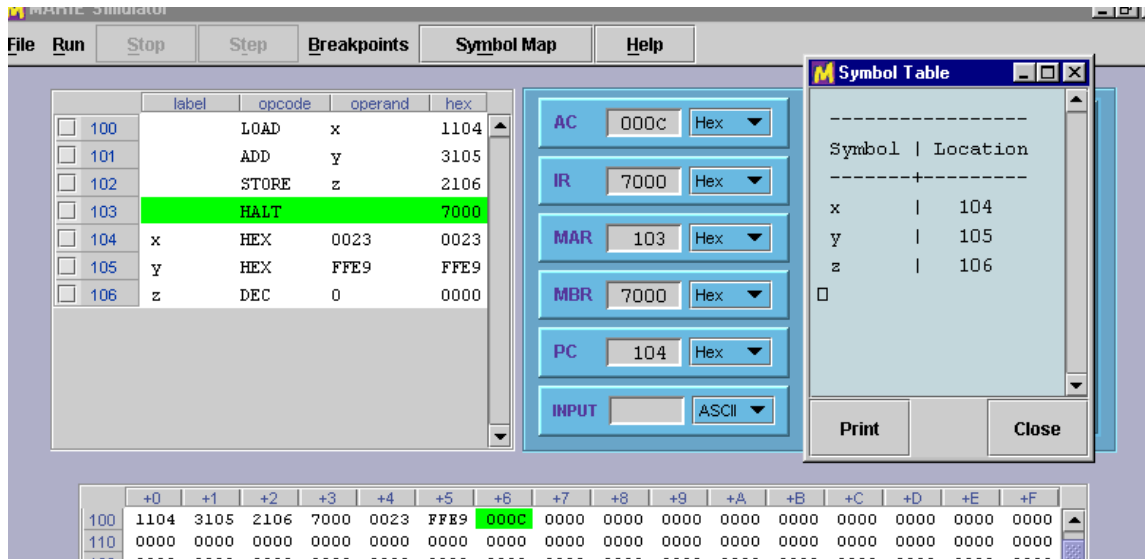 MARIE Simulator
File Run Stop Step Breakpoints Symbol Map Help
label opcode operand hex
100 LOAD x 1104
101 ADD y 3105
102 STORE z 2106
103 HALT 7000
104 x HEX 0023 0023
105 y HEX FFE9 FFE9
106 z DEC 0 0000
AC 000C Hex
IR 7000 Hex
MAR 103 Hex
MBR 7000 Hex
PC 104 Hex
INPUT ASCII
Symbol Table
------------------
Symbol | Location
-------+----------
x | 104
y | 105
z | 106
Print Close
+0 +1 +2 +3 +4 +5 +6 +7 +8 +9 +A +B +C +D +E +F
100 1104 3105 2106 7000 0023 FFE9 000C 0000 0000 0000 0000 0000 0000 0000 0000 0000
110 0000 0000 0000 0000 0000 0000 0000 0000 0000 0000 0000 0000 0000 0000 0000 0000